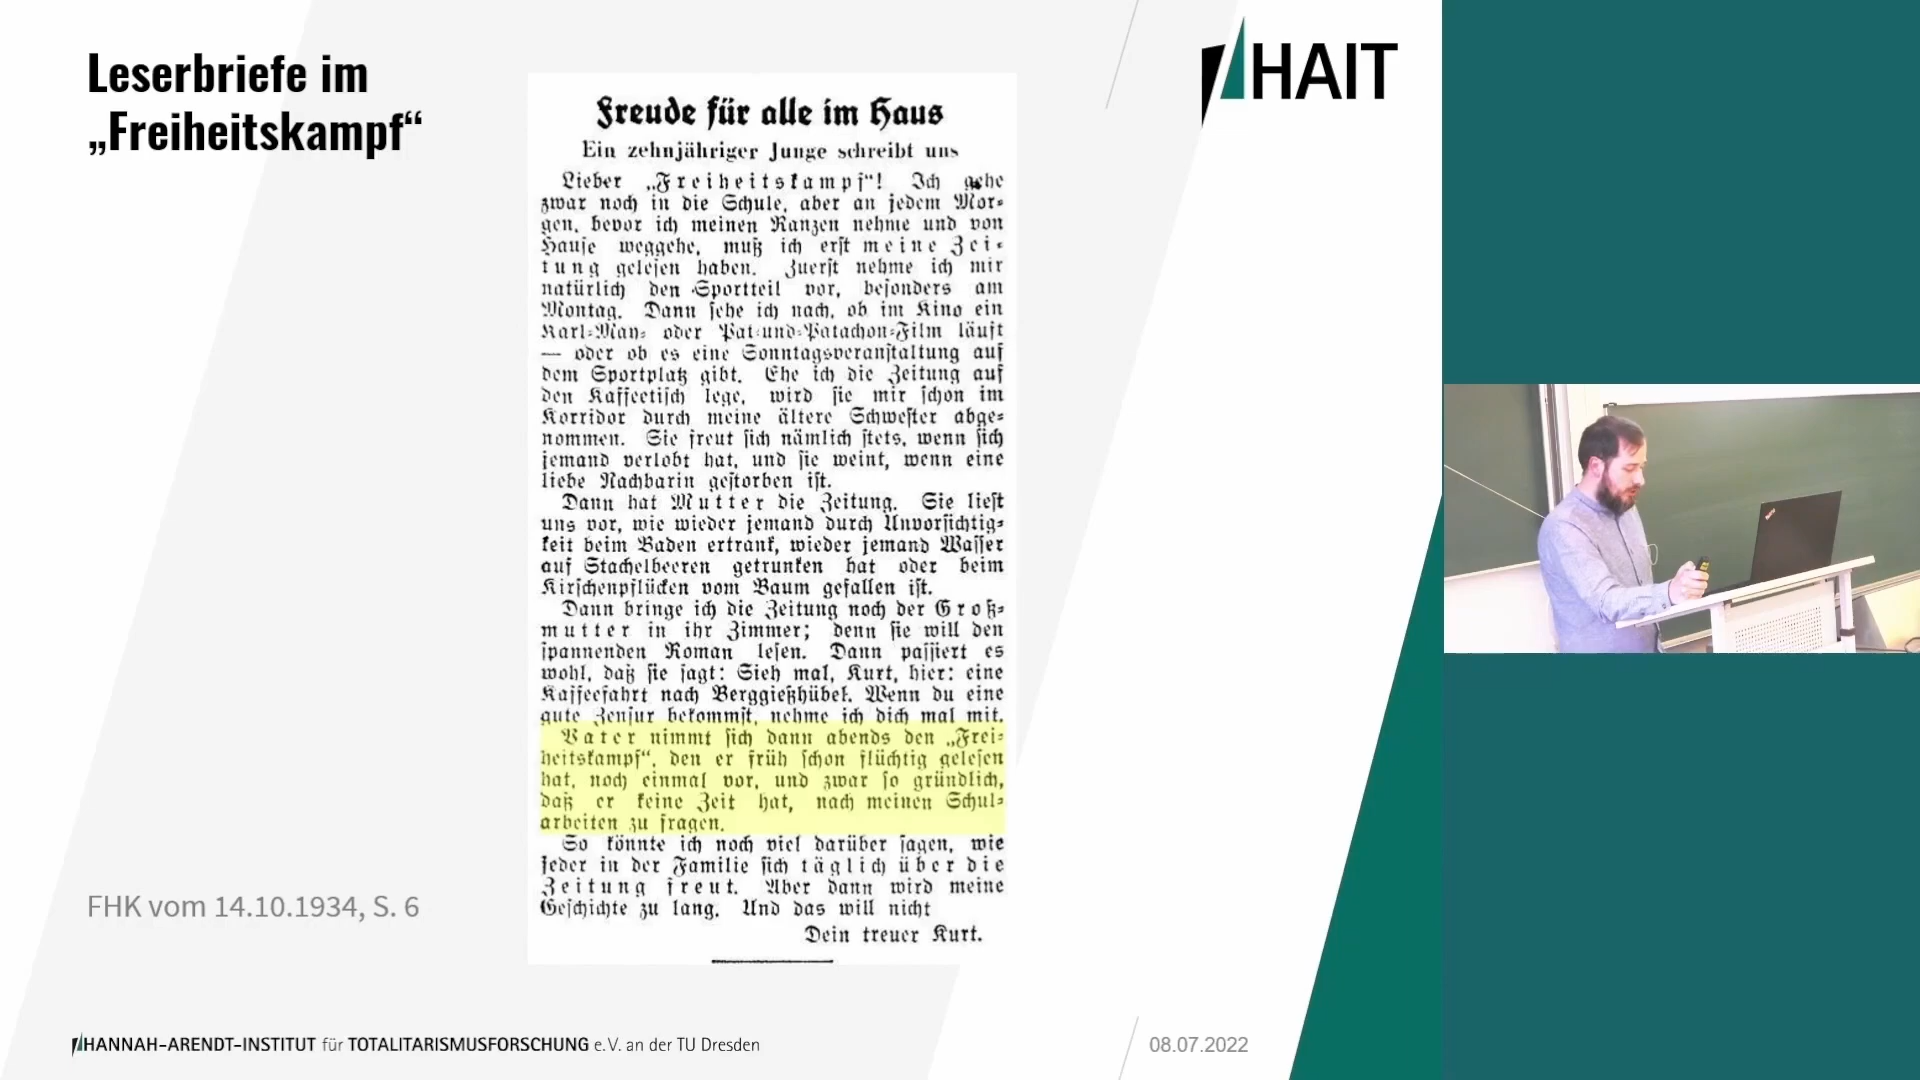 Leserbriefe im
„Freiheitskampf“
HAIT
Freude für alle im Haus
Ein zehnjähriger Junge schreibt uns
Lieber „Freiheitskampf“! Ich gehe
zwar noch in die Schule, aber an jedem Mor-
gen, bevor ich meinen Ranzen nehme und von
Hause weggehe, muß ich erst meine Zei-
tung gelesen haben. Zuerst nehme ich mir
natürlich den Sportteil vor, besonders am
Montag. Dann sehe ich nach, ob im Kino ein
Karl-May- oder Pat-und-Patachon-Film läuft
— oder ob es eine Sonntagsveranstaltung auf
dem Sportplatz gibt. Ehe ich die Zeitung auf
den Kaffeetisch lege, wird sie mir schon im
Korridor durch meine ältere Schwester abge-
nommen. Sie freut sich nämlich stets, wenn sich
jemand verlobt hat, und sie weint, wenn eine
liebe Nachbarin gestorben ist.
Dann hat Mutter die Zeitung. Sie liest
uns vor, wie wieder jemand durch Unvorsichtig-
keit beim Baden ertrank, wieder jemand Wasser
auf Stachelbeeren getrunken hat oder beim
Kirschenpflücken vom Baum gefallen ist.
Dann bringe ich die Zeitung noch der Groß-
mutter in ihr Zimmer; denn sie will den
spannenden Roman lesen. Dann passiert es
wohl, daß sie sagt: Sieh mal, Kurt, hier: eine
Kaffeefahrt nach Berggießhübel. Wenn du eine
gute Zensur bekommst, nehme ich dich mal mit.
Vater nimmt sich dann abends den „Frei-
heitskampf“, den er früh schon flüchtig gelesen
hat, noch einmal vor, und zwar so gründlich,
daß er keine Zeit hat, nach meinen Schul-
arbeiten zu fragen.
So könnte ich noch viel darüber sagen, wie
jeder in der Familie sich täglich über die
Zeitung freut. Aber dann wird meine
Geschichte zu lang. Und das will nicht
Dein treuer Kurt.
FHK vom 14.10.1934, S. 6
HANNAH-ARENDT-INSTITUT für TOTALITARISMUSFORSCHUNG e.V. an der TU Dresden
08.07.2022